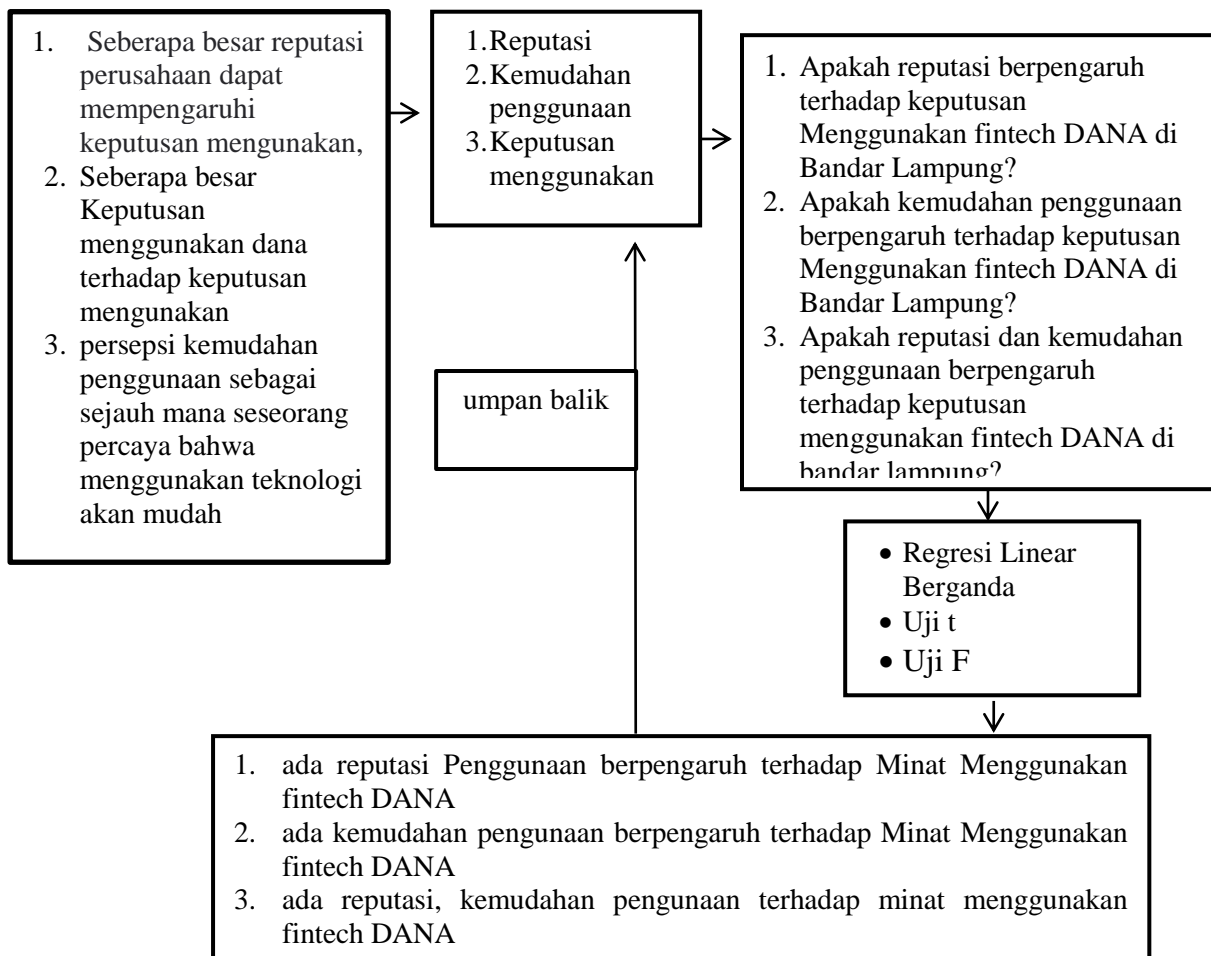 1. Seberapa besar reputasi
perusahaan dapat
mempengaruhi
keputusan mengunakan,
2. Seberapa besar
Keputusan
menggunakan dana
terhadap keputusan
mengunakan
3. persepsi kemudahan
penggunaan sebagai
sejauh mana seseorang
percaya bahwa
menggunakan teknologi
akan mudah
1.Reputasi
2.Kemudahan
penggunaan
3.Keputusan
menggunakan
1. Apakah reputasi berpengaruh
terhadap keputusan
Menggunakan fintech DANA di
Bandar Lampung?
2. Apakah kemudahan penggunaan
berpengaruh terhadap keputusan
Menggunakan fintech DANA di
Bandar Lampung?
3. Apakah reputasi dan kemudahan
penggunaan berpengaruh
terhadap keputusan
menggunakan fintech DANA di
bandar lampung?
umpan balik
• Regresi Linear
Berganda
• Uji t
• Uji F
1. ada reputasi Penggunaan berpengaruh terhadap Minat Menggunakan
fintech DANA
2. ada kemudahan pengunaan berpengaruh terhadap Minat Menggunakan
fintech DANA
3. ada reputasi, kemudahan pengunaan terhadap minat menggunakan
fintech DANA